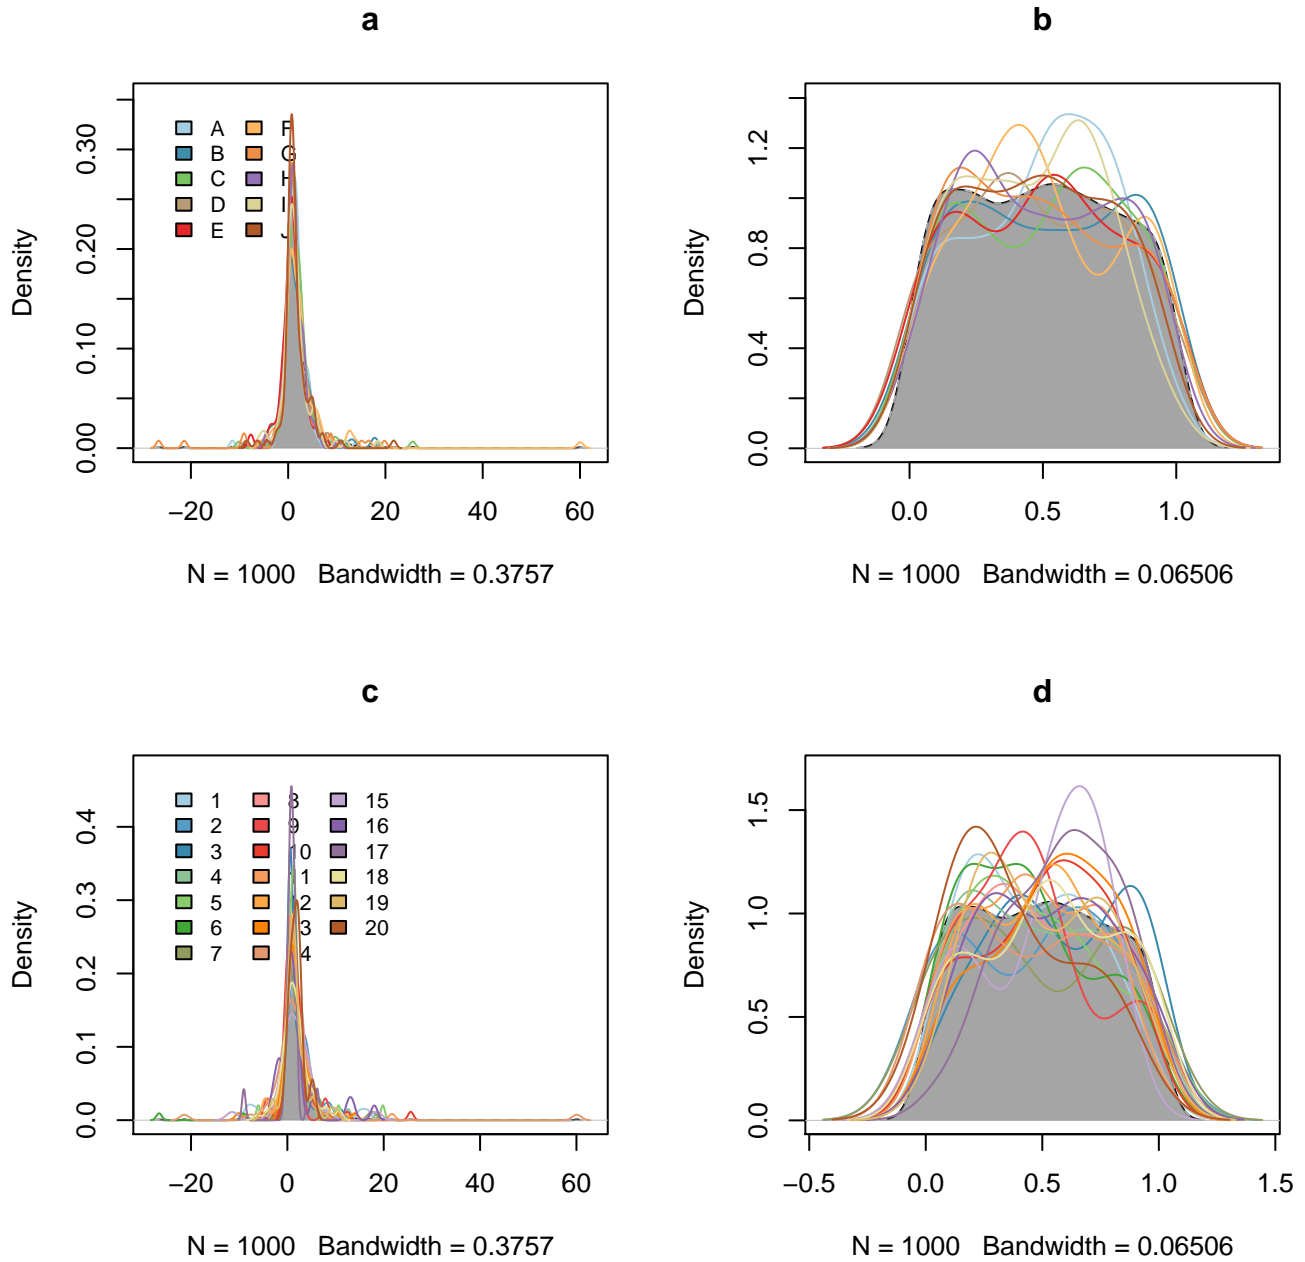 a
Density
0.00 0.10 0.20 0.30
A F
B G
C H
D I
E J
−20 0 20 40 60
N = 1000 Bandwidth = 0.3757
b
Density
0.0 0.4 0.8 1.2
0.0 0.5 1.0
N = 1000 Bandwidth = 0.06506
c
Density
0.0 0.1 0.2 0.3 0.4
1 8 15
2 9 16
3 10 17
4 11 18
5 12 19
6 13 20
7 14
−20 0 20 40 60
N = 1000 Bandwidth = 0.3757
d
Density
0.0 0.5 1.0 1.5
−0.5 0.0 0.5 1.0 1.5
N = 1000 Bandwidth = 0.06506